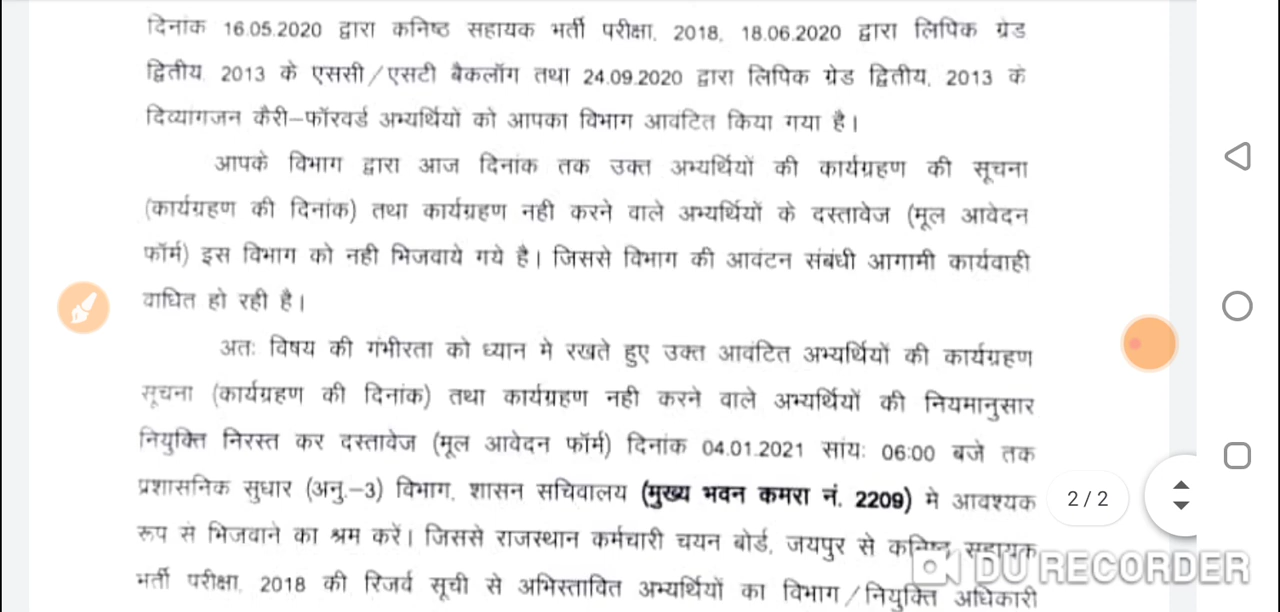 दिनांक 16.05.2020 द्वारा कनिष्ठ सहायक भर्ती परीक्षा, 2018, 18.06.2020 द्वारा लिपिक ग्रेड
द्वितीय, 2013 के एससी/एसटी बैकलॉग तथा 24.09.2020 द्वारा लिपिक ग्रेड द्वितीय, 2013 के
दिव्यांगजन कैरी-फॉरवर्ड अभ्यर्थियों को आपका विभाग आवंटित किया गया है।
आपके विभाग द्वारा आज दिनांक तक उक्त अभ्यर्थियों की कार्यग्रहण की सूचना
(कार्यग्रहण की दिनांक) तथा कार्यग्रहण नही करने वाले अभ्यर्थियों के दस्तावेज (मूल आवेदन
फॉर्म) इस विभाग को नही भिजवाये गये है। जिससे विभाग की आवंटन संबंधी आगामी कार्यवाही
वाधित हो रही है।
अतः विषय की गंभीरता को ध्यान मे रखते हुए उक्त आवंटित अभ्यर्थियों की कार्यग्रहण
सूचना (कार्यग्रहण की दिनांक) तथा कार्यग्रहण नही करने वाले अभ्यर्थियों की नियमानुसार
नियुक्ति निरस्त कर दस्तावेज (मूल आवेदन फॉर्म) दिनांक 04.01.2021 सांयः 06:00 बजे तक
प्रशासनिक सुधार (अनु.-3) विभाग, शासन सचिवालय (मुख्य भवन कमरा नं. 2209) मे आवश्यक
रूप से भिजवाने का श्रम करें। जिससे राजस्थान कर्मचारी चयन बोर्ड, जयपुर से कनिष्ठ सहायक
भर्ती परीक्षा, 2018 की रिजर्व सूची से अभिस्तावित अभ्यर्थियों का विभाग/नियुक्ति अधिकारी
2/2
DU RECORDER